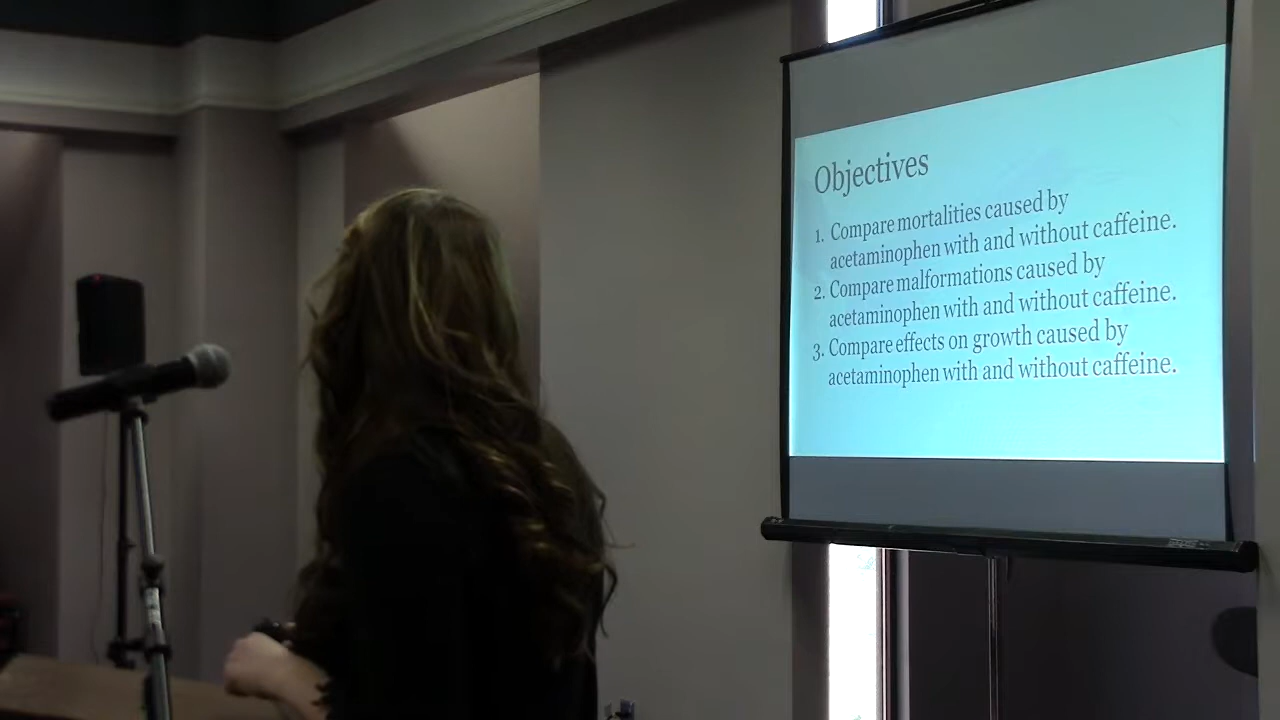 Objectives
1. Compare mortalities caused by
acetaminophen with and without caffeine.
2. Compare malformations caused by
acetaminophen with and without caffeine.
3. Compare effects on growth caused by
acetaminophen with and without caffeine.